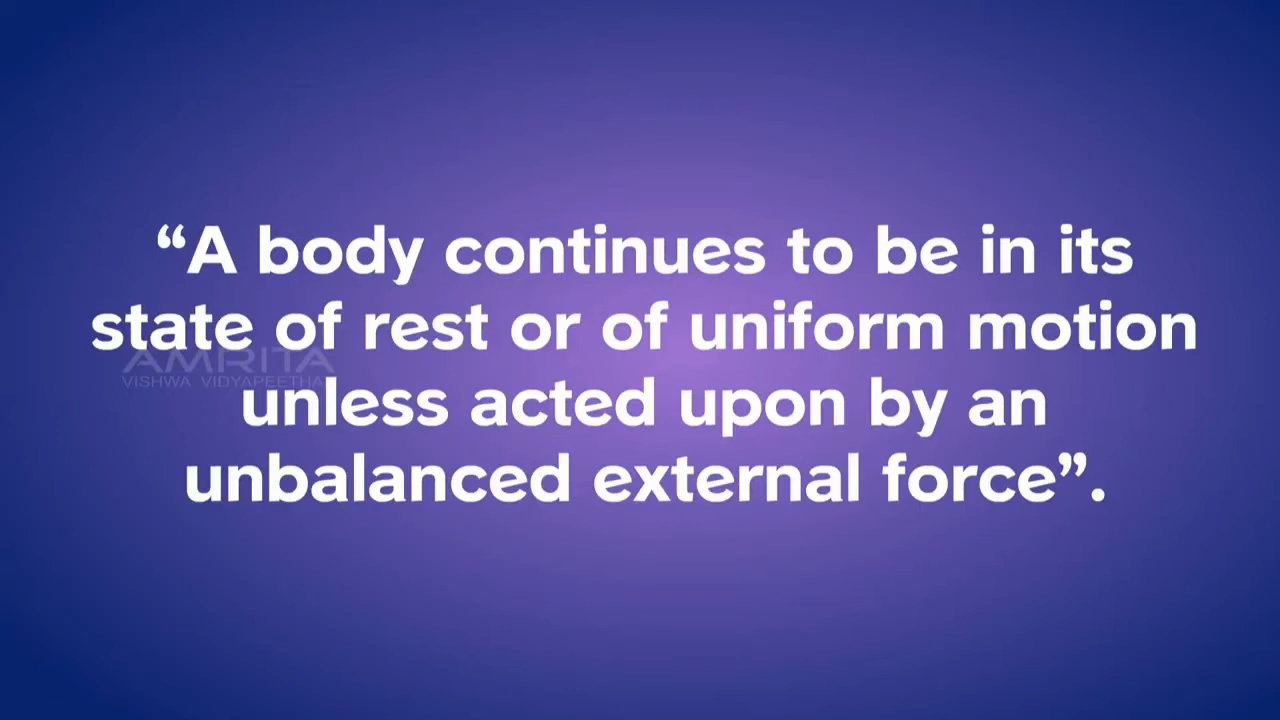 “A body continues to be in its
state of rest or of uniform motion
AMRITA
VISHWA VIDYAPEETHAM
unless acted upon by an
unbalanced external force”.